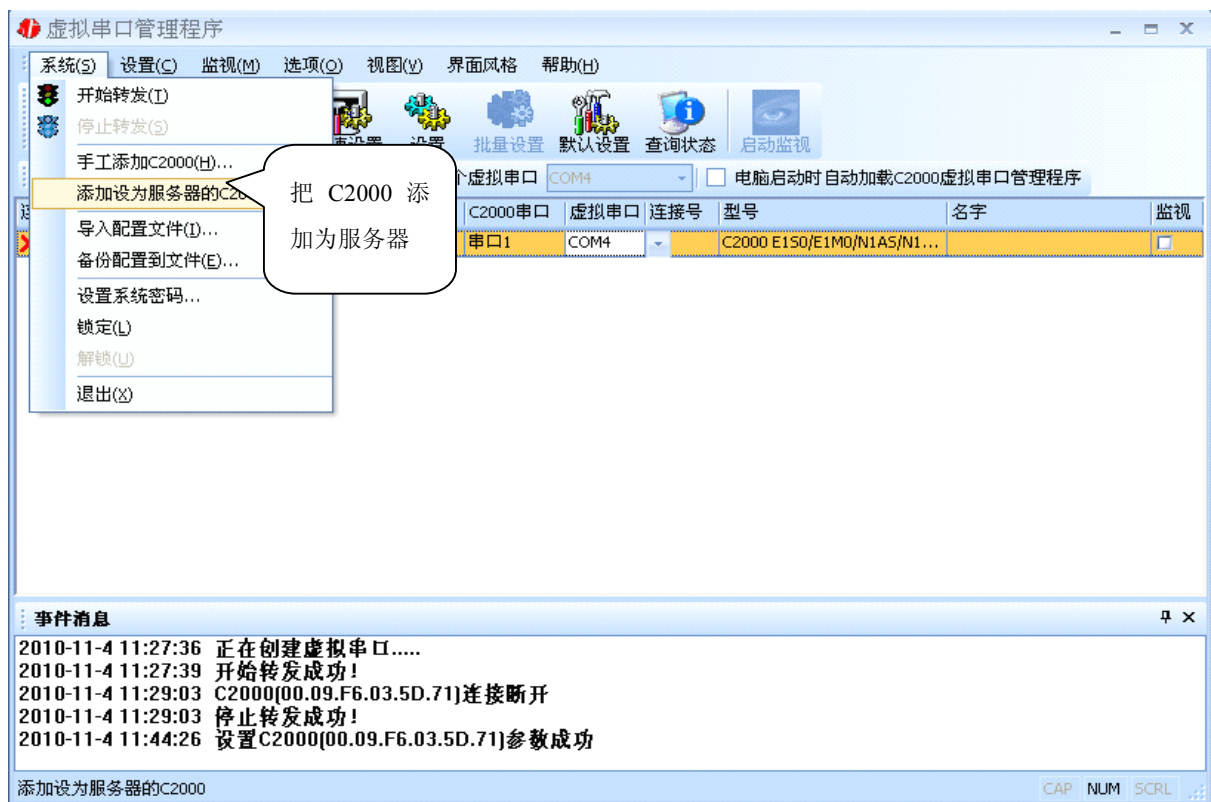 虚拟串口管理程序
系统(S) 设置(C) 监视(M) 选项(O) 视图(V) 界面风格 帮助(H)
开始转发(T)
停止转发(S)
手工添加C2000(H)...
添加设为服务器的C20
导入配置文件(I)...
备份配置到文件(E)...
设置系统密码...
锁定(L)
解锁(U)
退出(X)
把 C2000 添
加为服务器
设置 批量设置 默认设置 查询状态 启动监视
个虚拟串口 COM4 电脑启动时自动加载C2000虚拟串口管理程序
C2000串口 虚拟串口 连接号 型号 名字 监视
串口1 COM4 C2000 E1S0/E1M0/N1AS/N1...
事件消息
2010-11-4 11:27:36 正在创建虚拟串口.....
2010-11-4 11:27:39 开始转发成功!
2010-11-4 11:29:03 C2000(00.09.F6.03.5D.71)连接断开
2010-11-4 11:29:03 停止转发成功!
2010-11-4 11:44:26 设置C2000(00.09.F6.03.5D.71)参数成功
添加设为服务器的C2000 CAP NUM SCRL